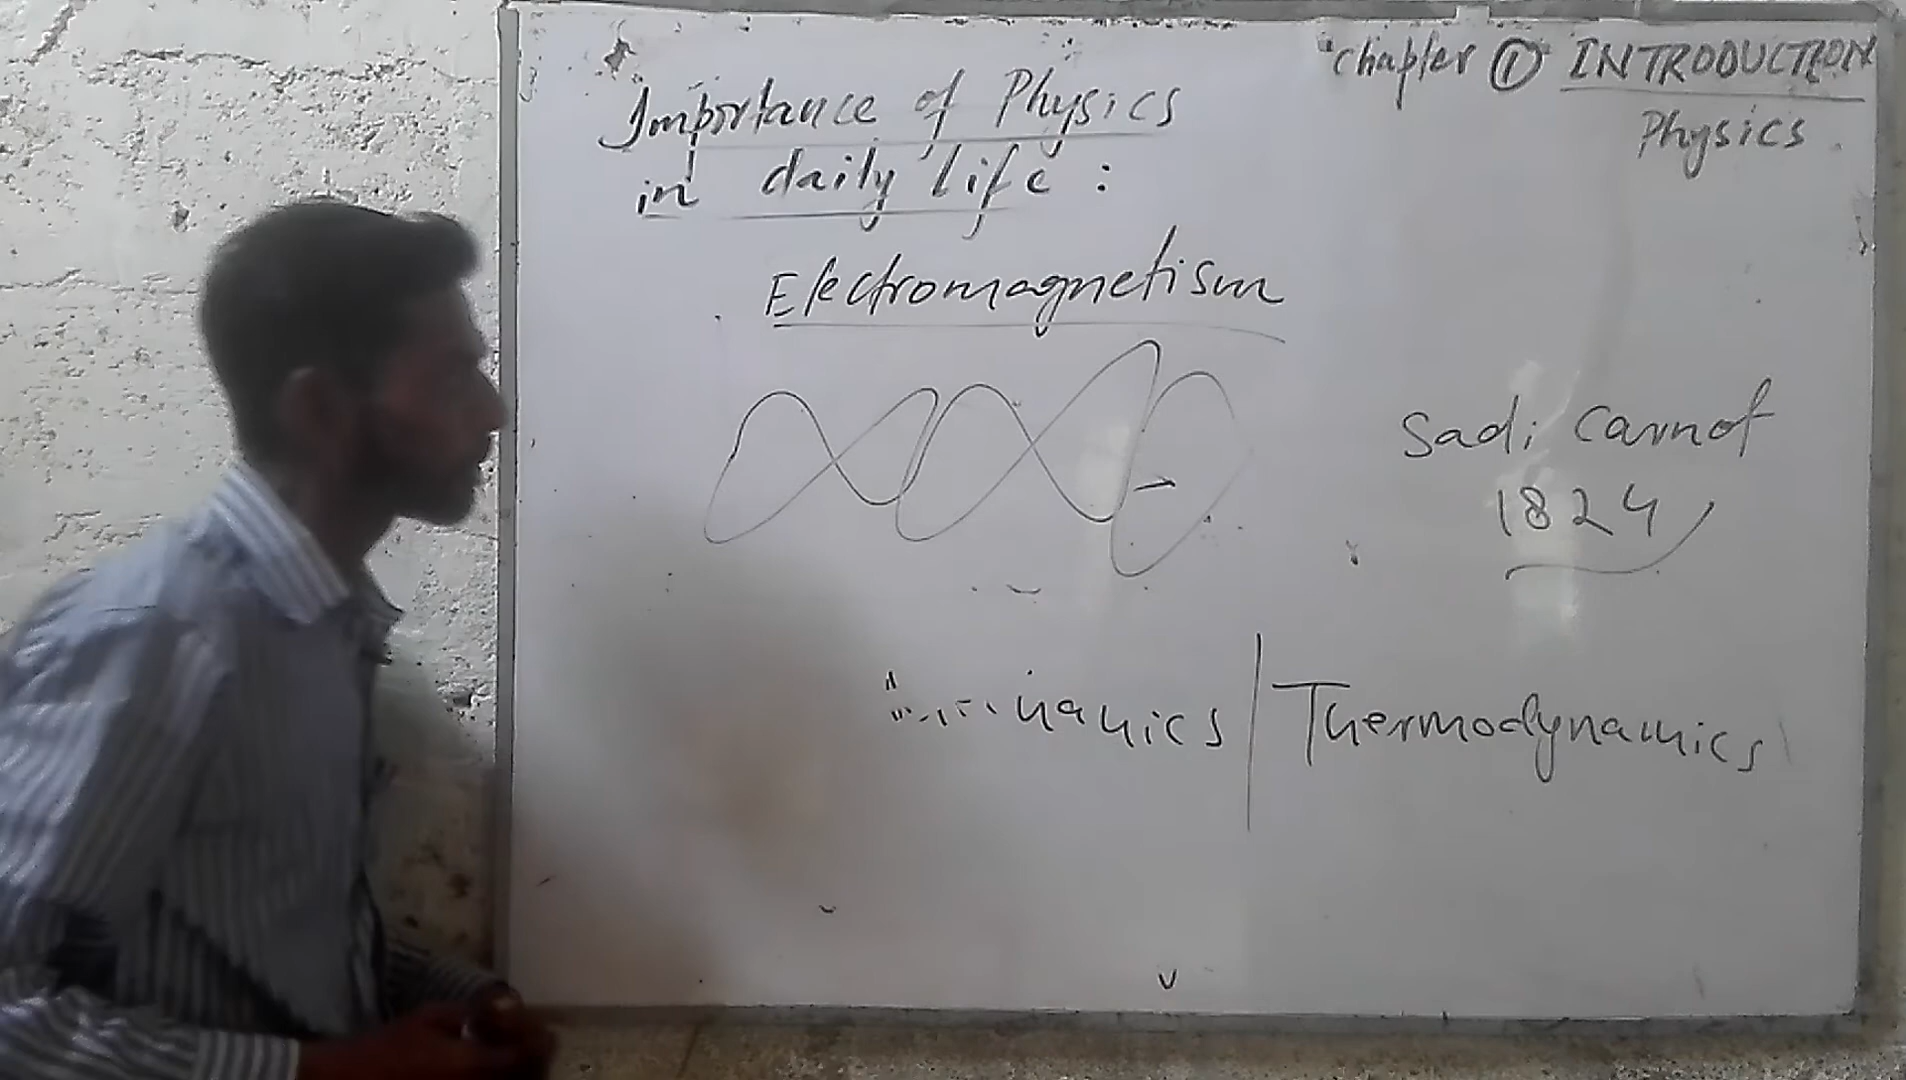 chapter ① INTRODUCTION
Physics
Importance of Physics
in daily life :
Electromagnetism
Sadi Carnot
1824
Thermodynamics